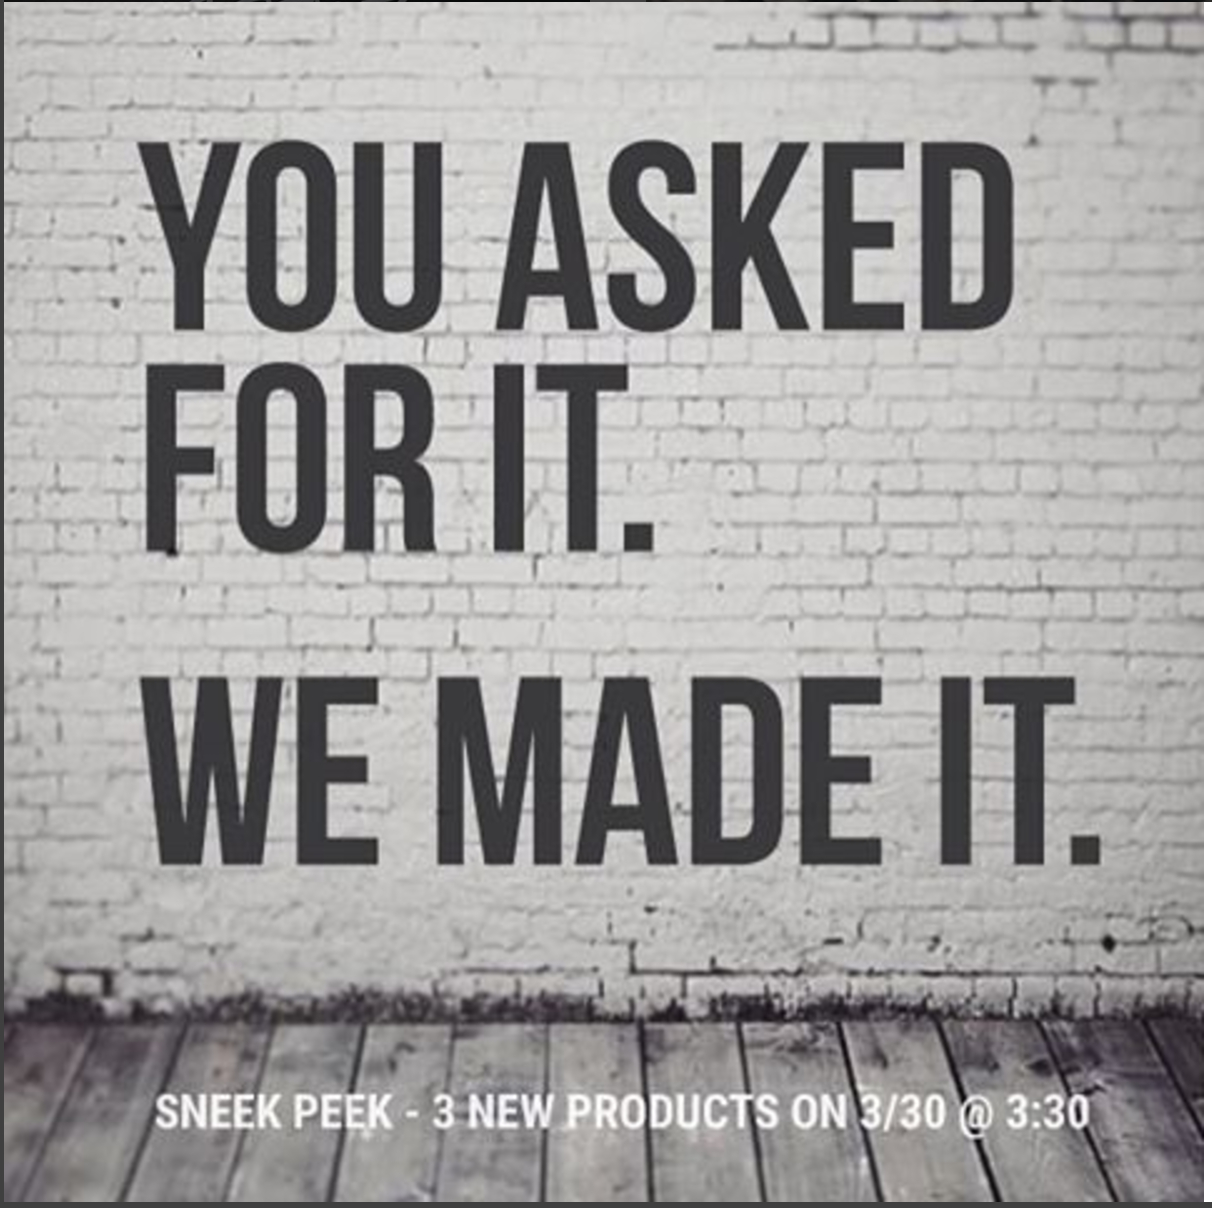 YOU ASKED
FOR IT.
WE MADE IT.
SNEEK PEEK - 3 NEW PRODUCTS ON 3/30 @ 3:30